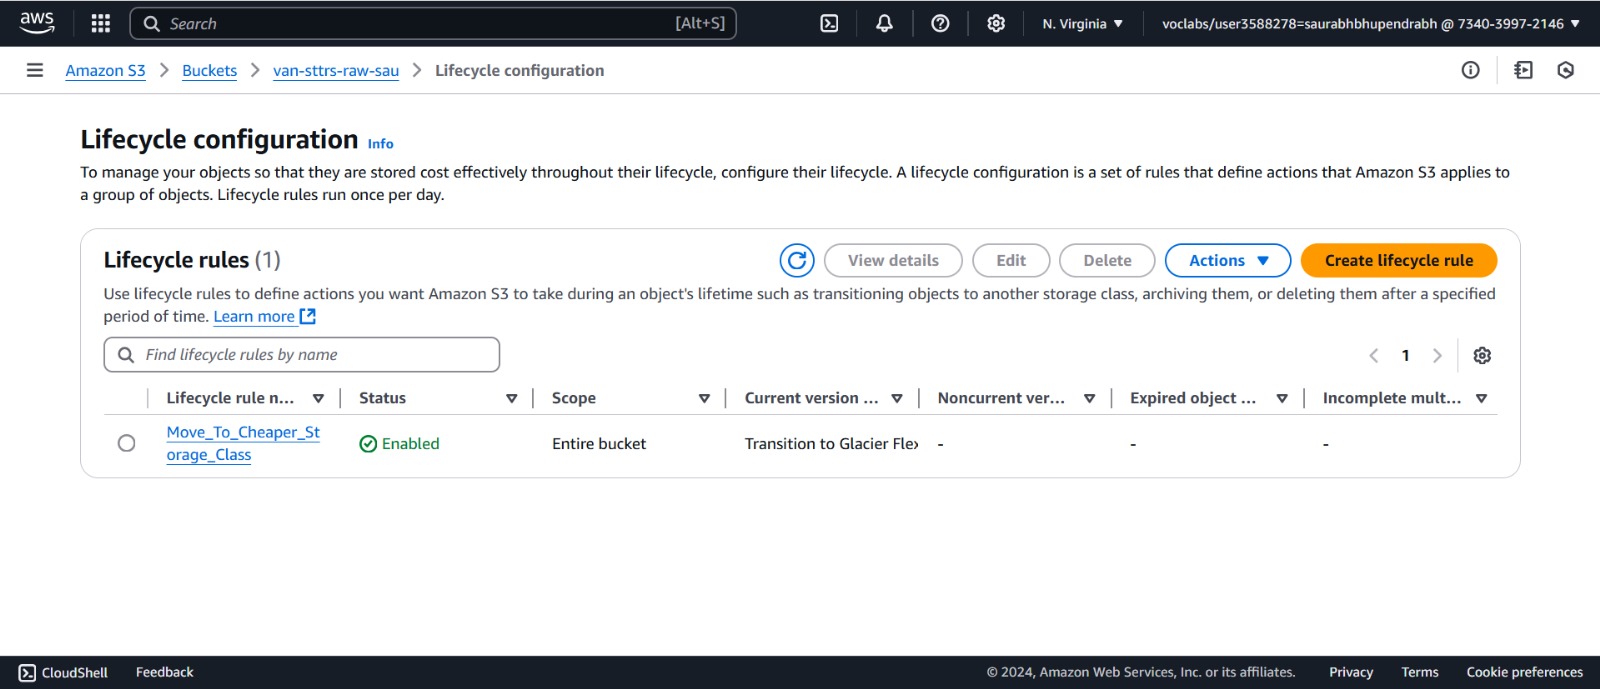 aws
Search [Alt+S]
N. Virginia
voclabs/user3588278=saurabhbhupendrabh @ 7340-3997-2146
Amazon S3 > Buckets > van-sttrs-raw-sau > Lifecycle configuration
Lifecycle configuration Info
To manage your objects so that they are stored cost effectively throughout their lifecycle, configure their lifecycle. A lifecycle configuration is a set of rules that define actions that Amazon S3 applies to
a group of objects. Lifecycle rules run once per day.
Lifecycle rules (1)
View details
Edit
Delete
Actions
Create lifecycle rule
Use lifecycle rules to define actions you want Amazon S3 to take during an object's lifetime such as transitioning objects to another storage class, archiving them, or deleting them after a specified
period of time. Learn more
Find lifecycle rules by name
1
Lifecycle rule n... Status Scope Current version ... Noncurrent ver... Expired object ... Incomplete mult...
Move_To_Cheaper_St
orage_Class
Enabled
Entire bucket
Transition to Glacier Flex
-
-
-
CloudShell
Feedback
© 2024, Amazon Web Services, Inc. or its affiliates.
Privacy
Terms
Cookie preferences